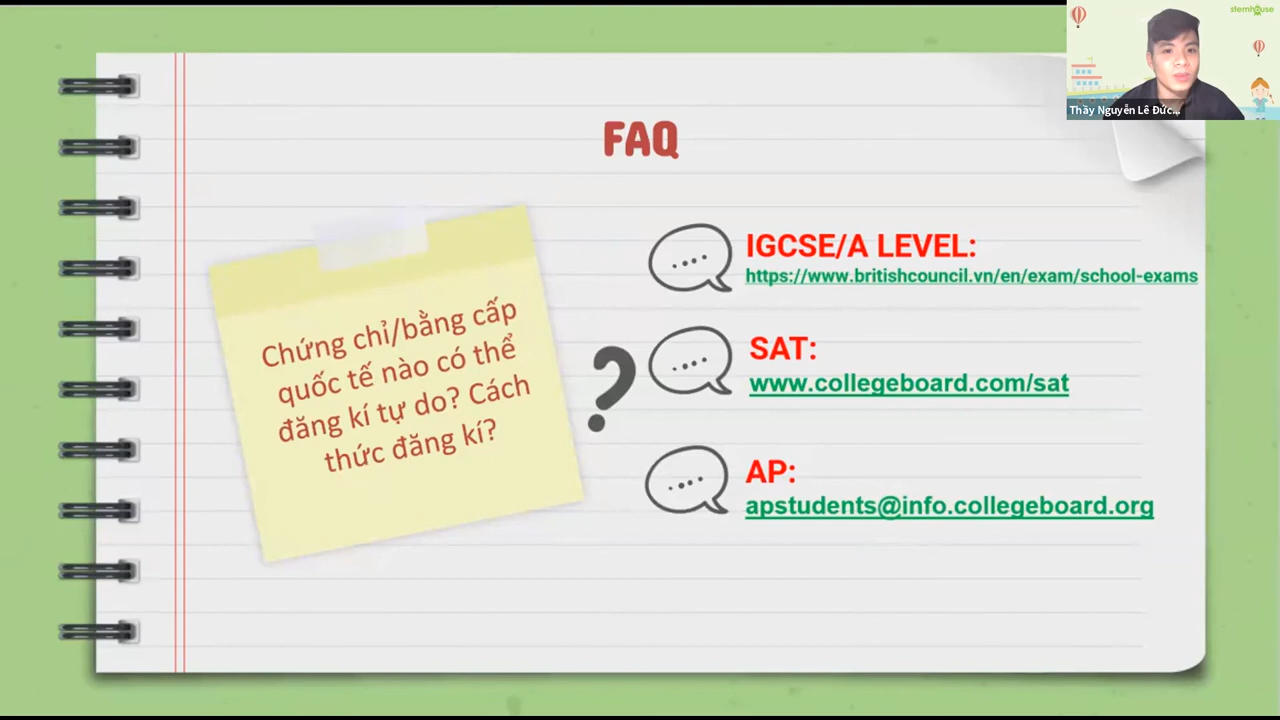 stemhouse
Thầy Nguyễn Lê Đức...
FAQ
Chứng chỉ/bằng cấp
quốc tế nào có thể
đăng kí tự do? Cách
thức đăng kí?
?
IGCSE/A LEVEL:
https://www.britishcouncil.vn/en/exam/school-exams
SAT:
www.collegeboard.com/sat
AP:
apstudents@info.collegeboard.org